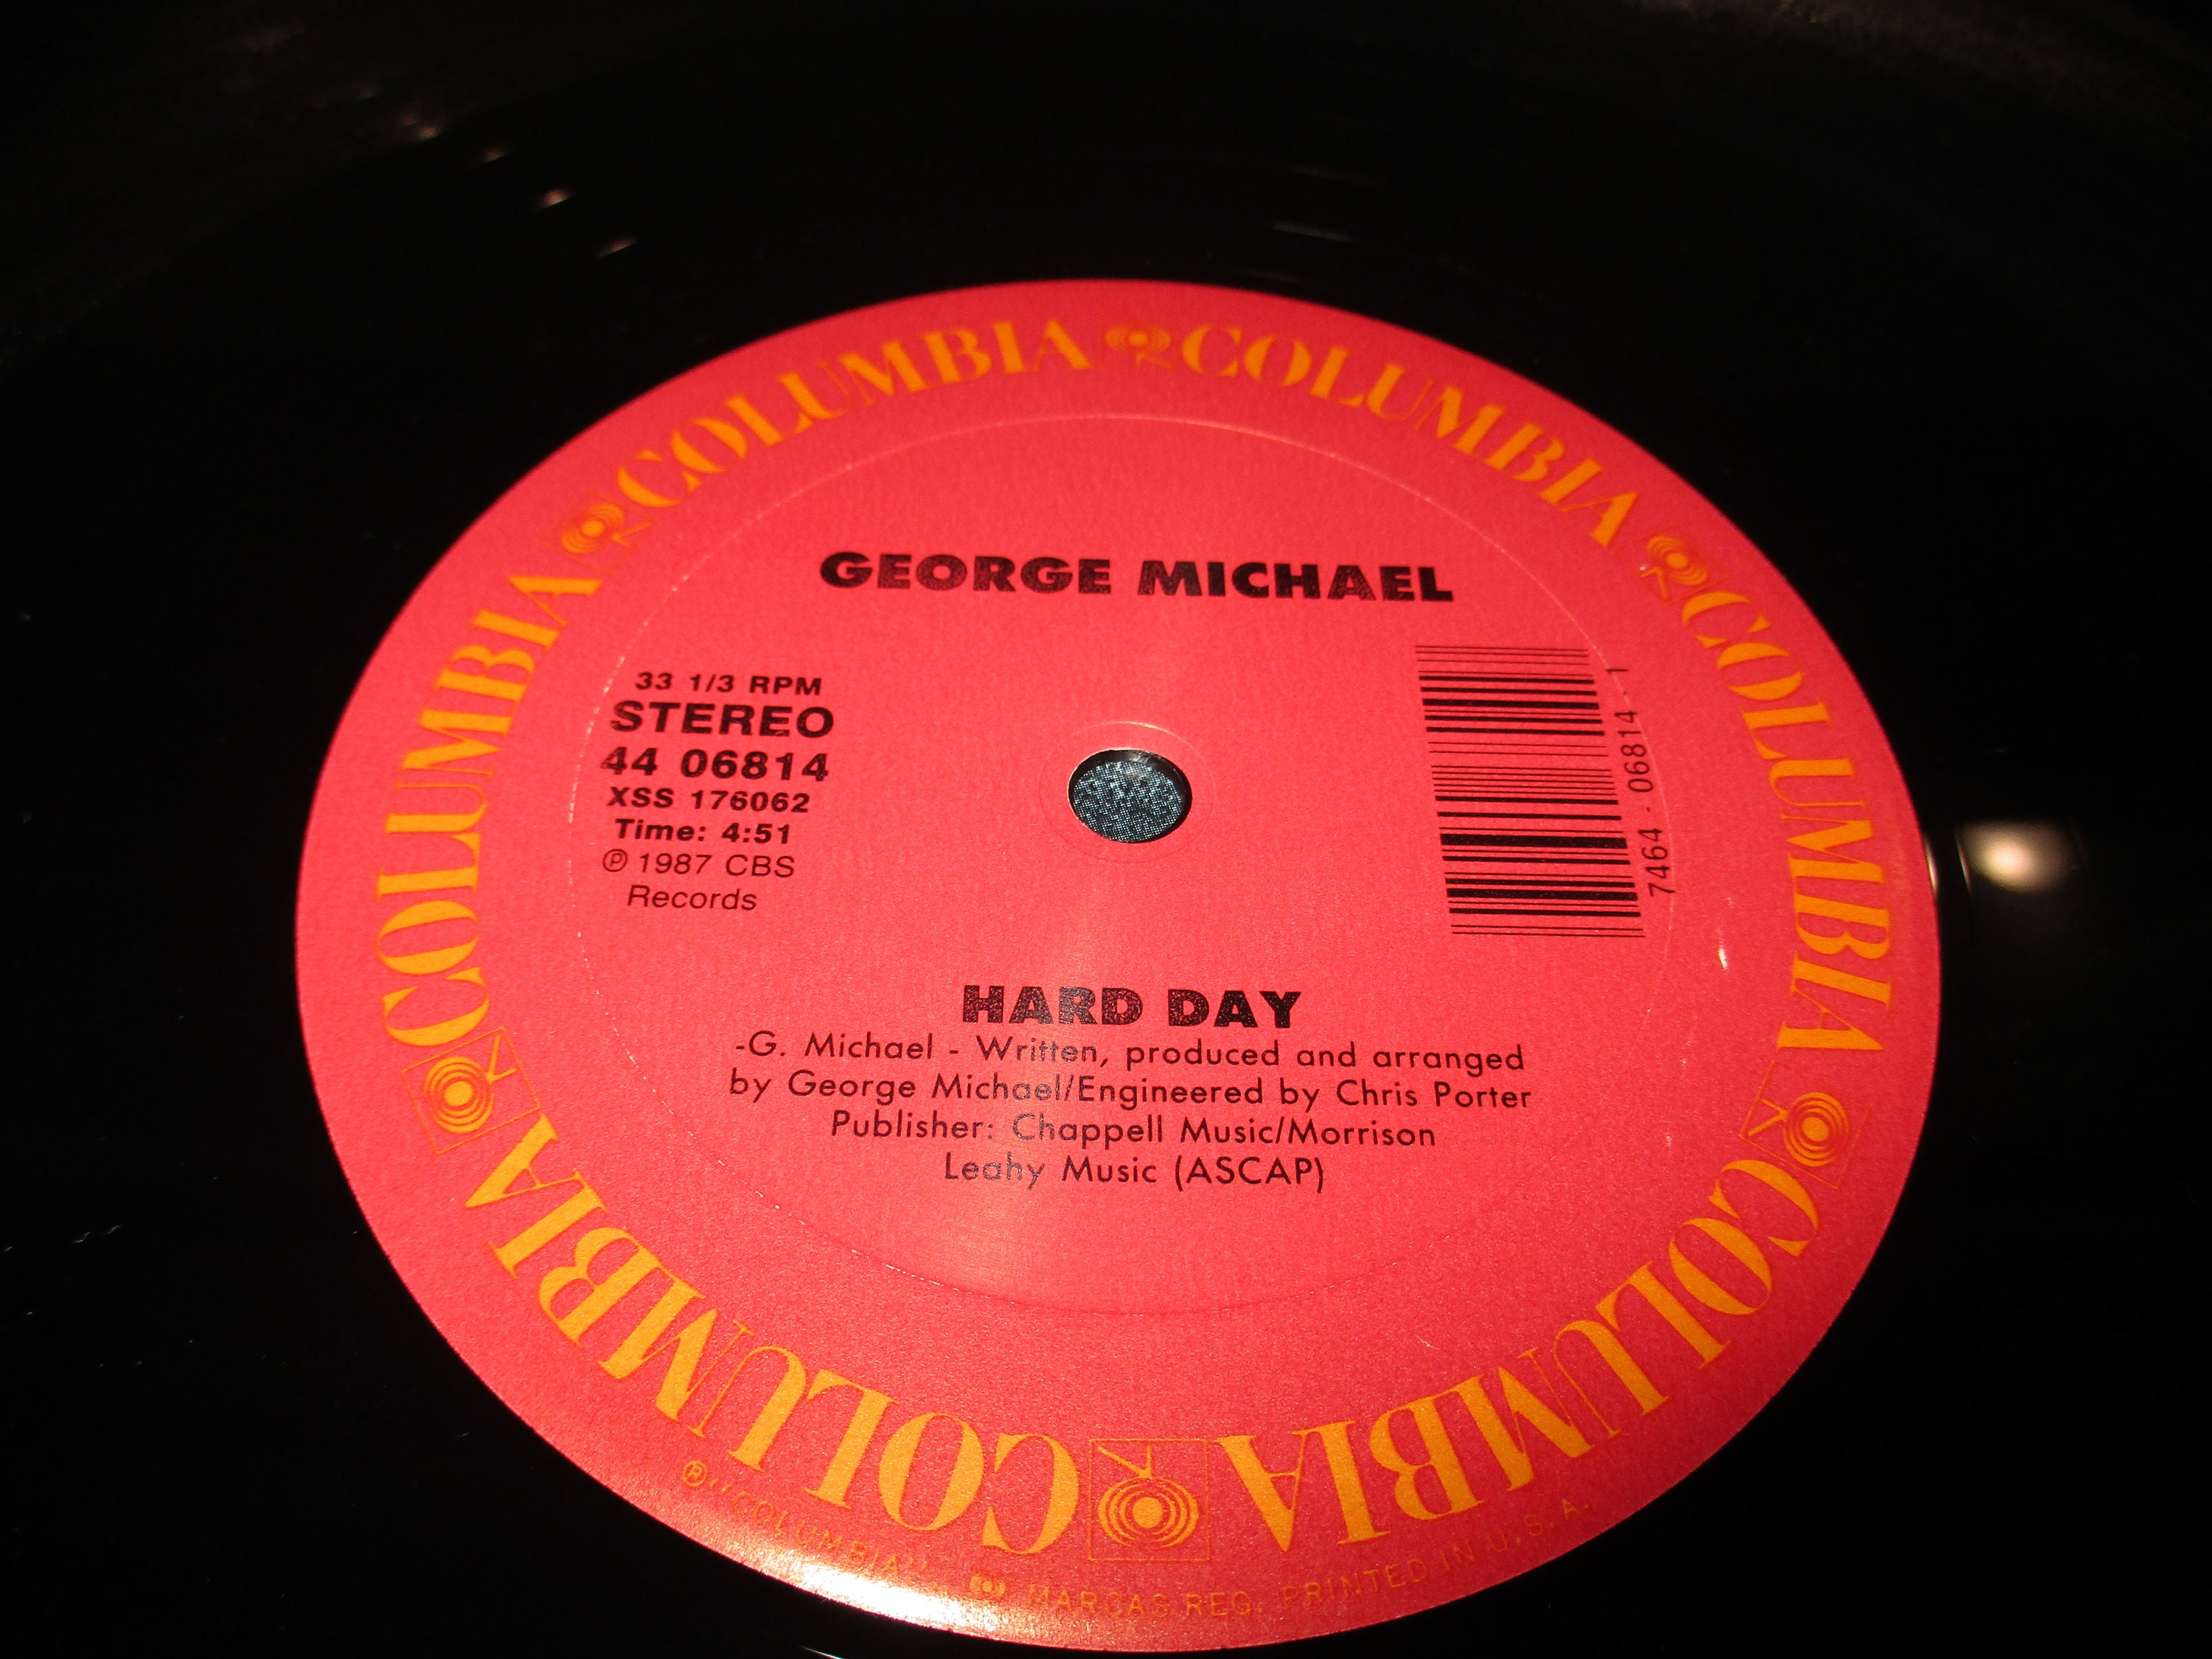 COLUMBIA COLUMBIA COLUMBIA COLUMBIA COLUMBIA COLUMBIA
GEORGE MICHAEL
33 1/3 RPM
STEREO
44 06814
XSS 176062
Time: 4:51
℗ 1987 CBS
Records
7464 - 06814 - 1
HARD DAY
-G. Michael - Written, produced and arranged
by George Michael/Engineered by Chris Porter
Publisher: Chappell Music/Morrison
Leahy Music (ASCAP)
® "COLUMBIA" MARCAS REG. PRINTED IN U.S.A.